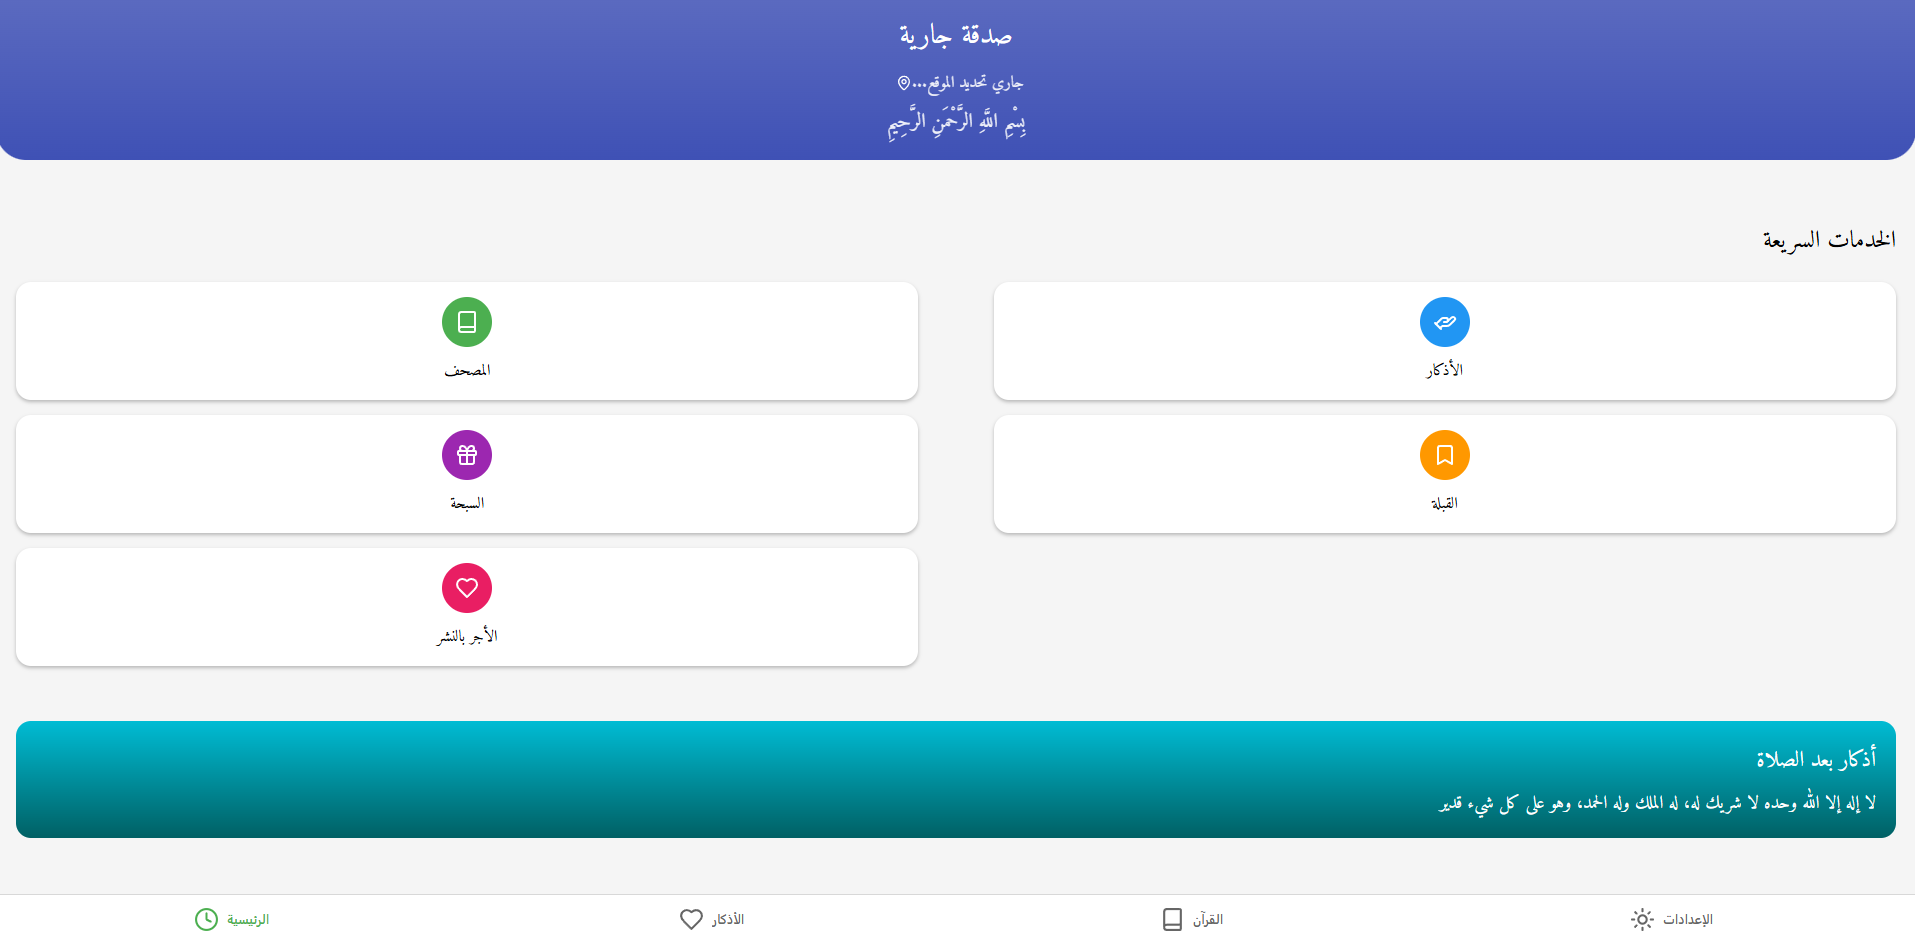 صدقة جارية
جاري تحديد الموقع...
بِسْمِ اللَّهِ الرَّحْمَنِ الرَّحِيمِ
الخدمات السريعة
الأذكار
المصحف
القبلة
السبحة
الأجر بالنشر
أذكار بعد الصلاة
لا إله إلا الله وحده لا شريك له، له الملك وله الحمد، وهو على كل شيء قدير
الإعدادات
القرآن
الأذكار
الرئيسية